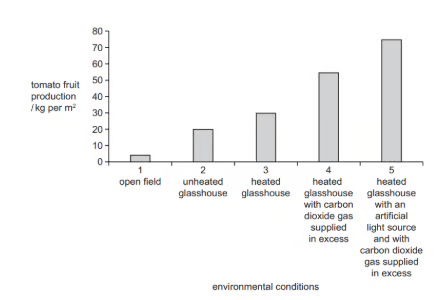 80
70
tomato fruit
production
/ kg per m²
60
50
40
30
20
10
0
1
open field
2
unheated
glasshouse
3
heated
glasshouse
4
heated
glasshouse
with carbon
dioxide gas
supplied
in excess
5
heated
glasshouse
with an
artificial
light source
and with
carbon dioxide
gas supplied
in excess
environmental conditions